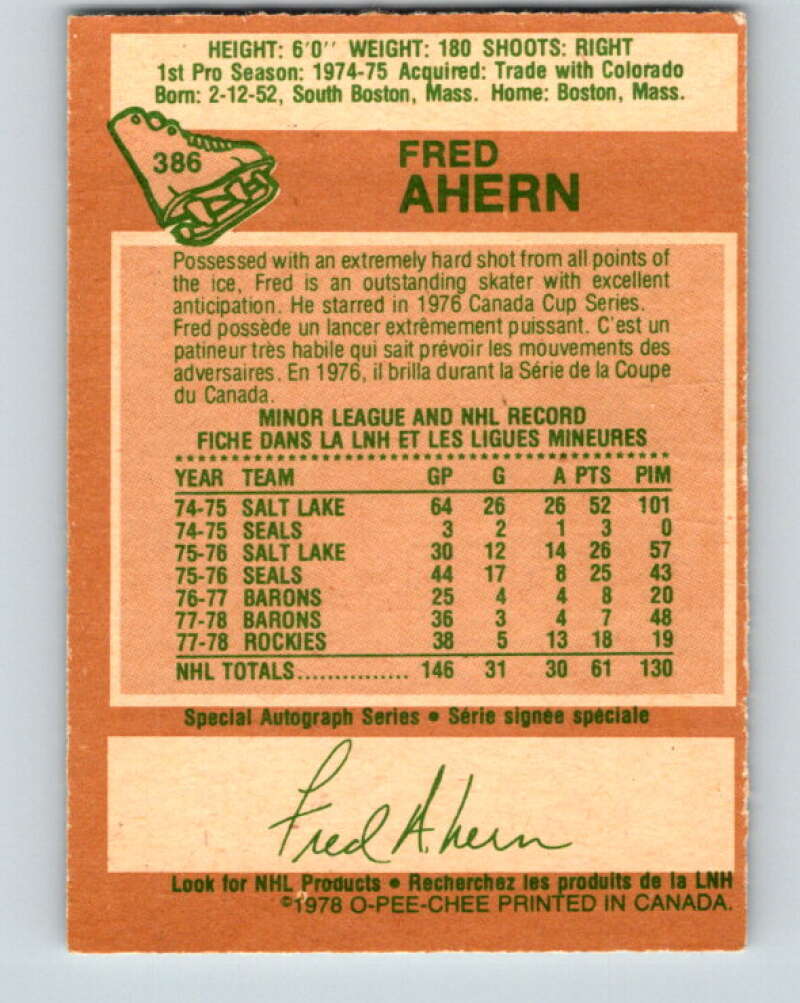 HEIGHT: 6'0'' WEIGHT: 180 SHOOTS: RIGHT
1st Pro Season: 1974-75 Acquired: Trade with Colorado
Born: 2-12-52, South Boston, Mass. Home: Boston, Mass.
386
FRED
AHERN
Possessed with an extremely hard shot from all points of
the ice, Fred is an outstanding skater with excellent
anticipation. He starred in 1976 Canada Cup Series.
Fred possède un lancer extrêmement puissant. C'est un
patineur très habile qui sait prévoir les mouvements des
adversaires. En 1976, il brilla durant la Série de la Coupe
du Canada.
MINOR LEAGUE AND NHL RECORD
FICHE DANS LA LNH ET LES LIGUES MINEURES
YEAR TEAM GP G A PTS PIM
74-75 SALT LAKE 64 26 26 52 101
74-75 SEALS 3 2 1 3 0
75-76 SALT LAKE 30 12 14 26 57
75-76 SEALS 44 17 8 25 43
76-77 BARONS 25 4 4 8 20
77-78 BARONS 36 3 4 7 48
77-78 ROCKIES 38 5 13 18 19
NHL TOTALS............... 146 31 30 61 130
Special Autograph Series • Série signée spéciale
Fred Ahern
Look for NHL Products • Recherchez les produits de la LNH
©1978 O-PEE-CHEE PRINTED IN CANADA.